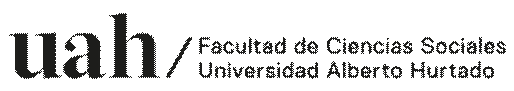 uah/
Facultad de Ciencias Sociales
Universidad Alberto Hurtado